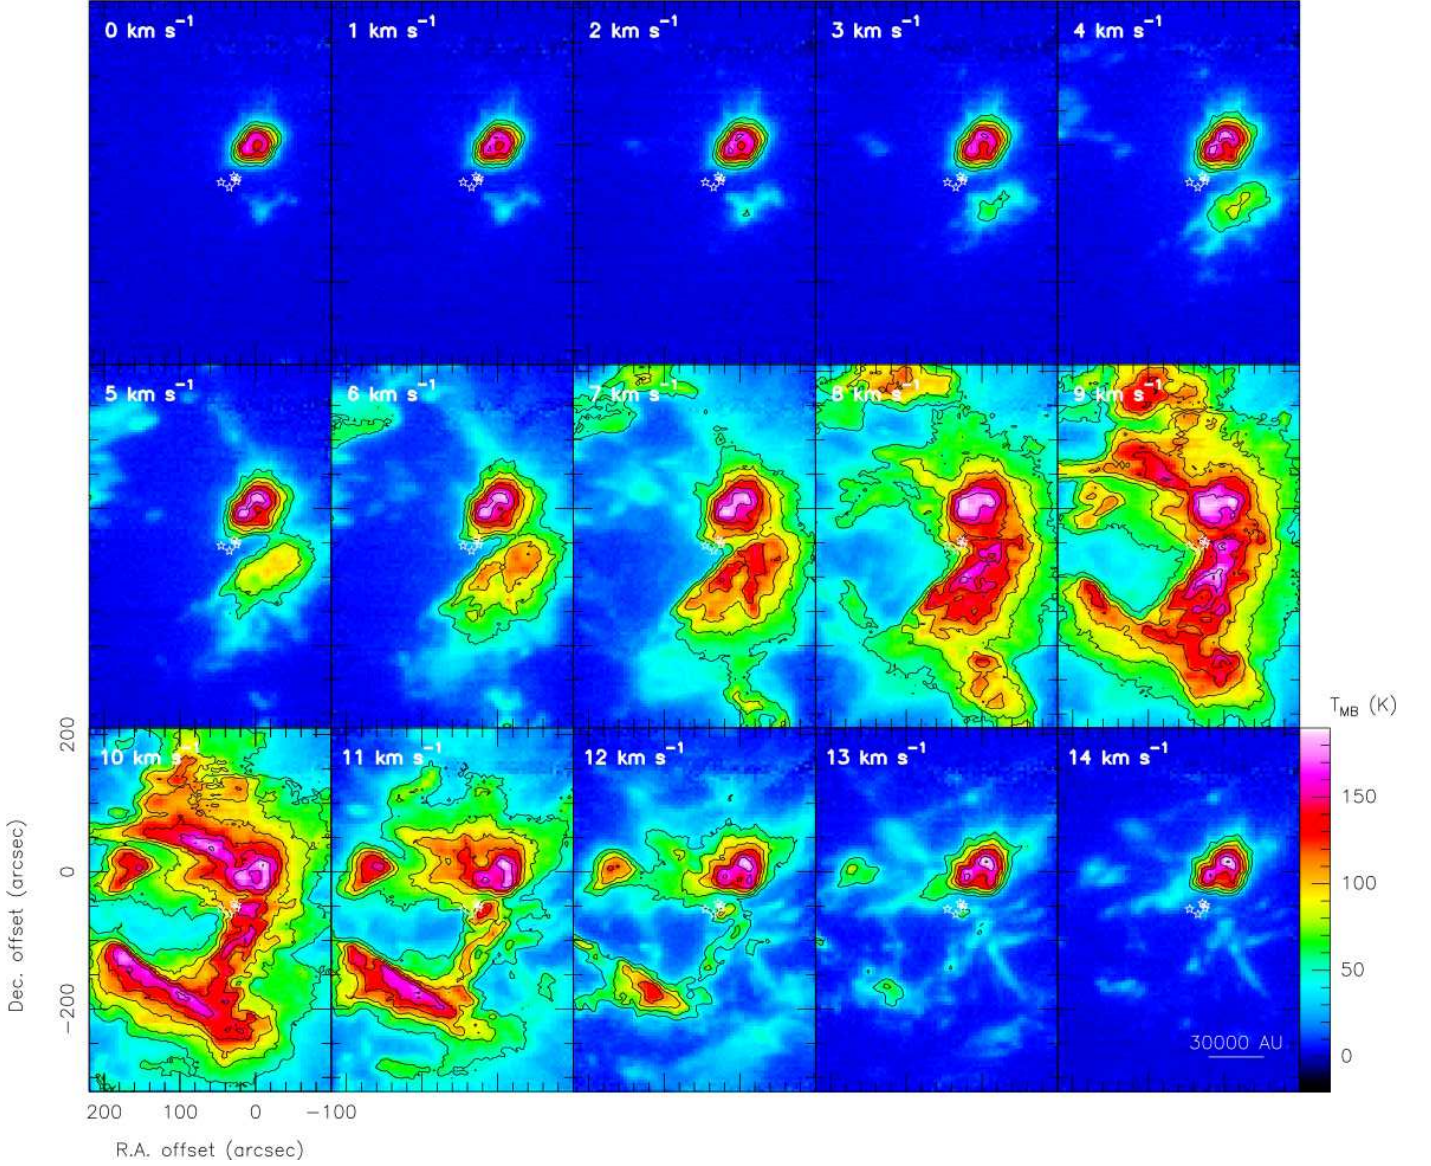 0 km s⁻¹
1 km s⁻¹
2 km s⁻¹
3 km s⁻¹
4 km s⁻¹
5 km s⁻¹
6 km s⁻¹
7 km s⁻¹
8 km s⁻¹
9 km s⁻¹
10 km s⁻¹
11 km s⁻¹
12 km s⁻¹
13 km s⁻¹
14 km s⁻¹
T_MB (K)
150
100
50
0
30000 AU
200
0
−200
Dec. offset (arcsec)
200 100 0 −100
R.A. offset (arcsec)